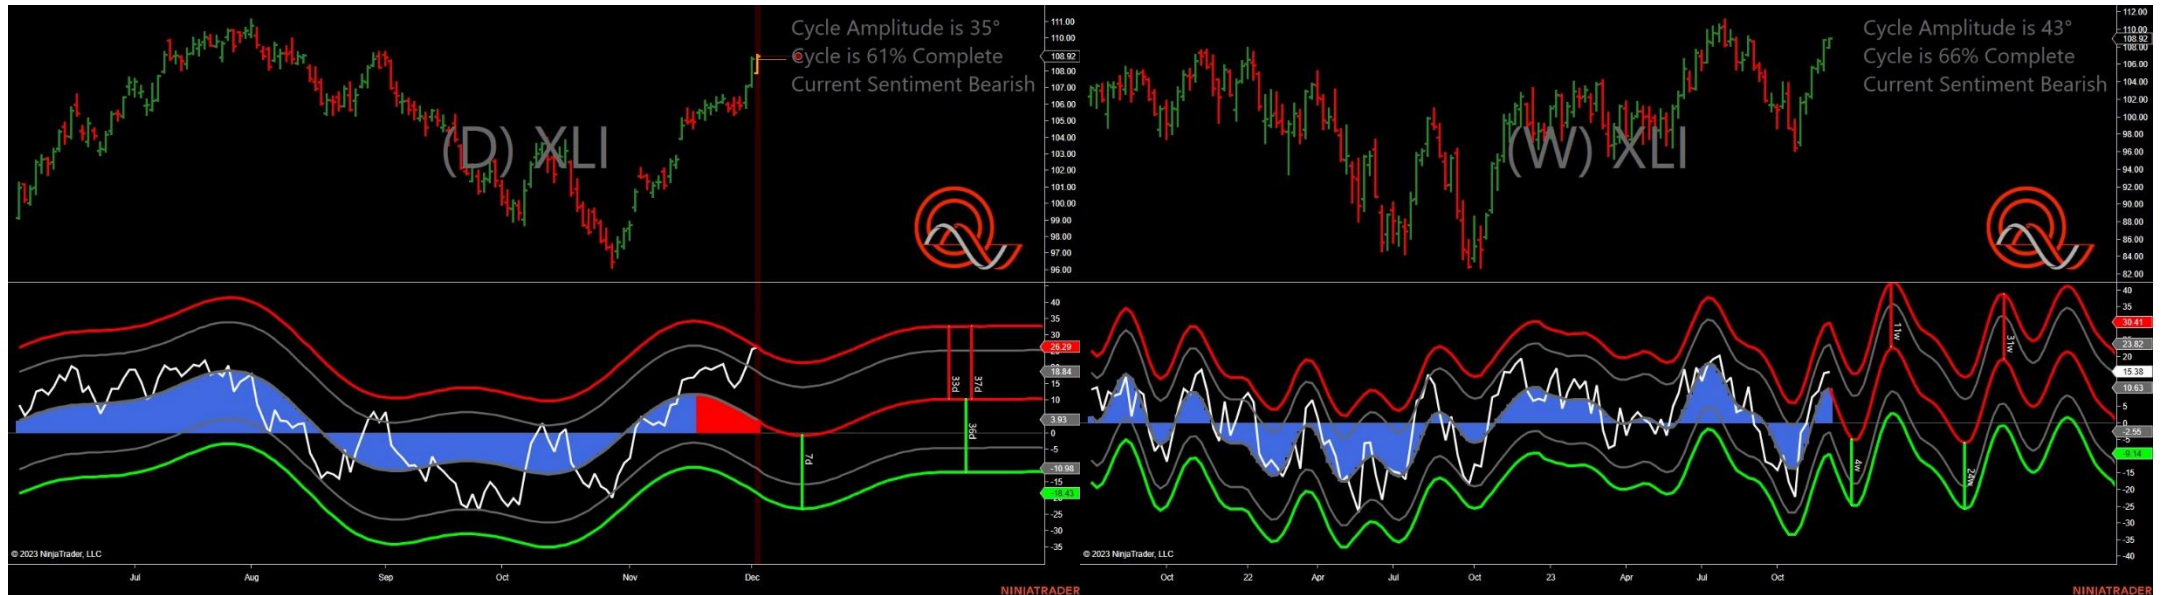 Cycle Amplitude is 35°
Cycle is 61% Complete
Current Sentiment Bearish
(D) XLI
111.00
110.00
108.92
108.00
107.00
106.00
105.00
104.00
103.00
102.00
101.00
100.00
99.00
98.00
97.00
96.00
40
35
30
26.29
18.84
15
10
3.93
0
-5
-10.98
-15
-18.43
-25
-30
-35
33d
37d
36d
7d
© 2023 NinjaTrader, LLC
Jul
Aug
Sep
Oct
Nov
Dec
NINJATRADER
Cycle Amplitude is 43°
Cycle is 66% Complete
Current Sentiment Bearish
(W) XLI
112.00
108.92
108.00
106.00
104.00
102.00
100.00
98.00
96.00
94.00
92.00
90.00
88.00
86.00
84.00
82.00
40
35
30.41
23.82
20
15.38
10.63
5
0
-2.55
-9.14
-15
-20
-25
-30
-35
-40
11w
31w
4w
24w
© 2023 NinjaTrader, LLC
Oct
22
Apr
Jul
Oct
23
Apr
Jul
Oct
NINJATRADER